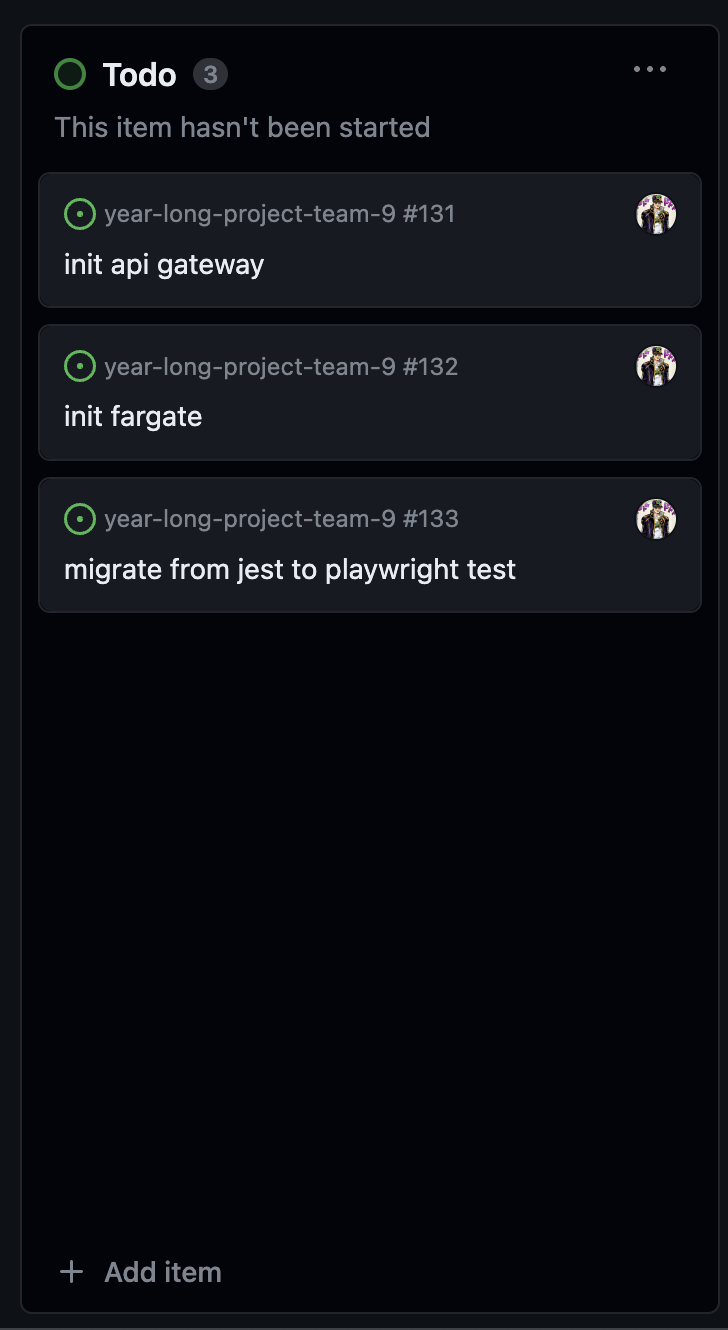 Todo 3
This item hasn't been started
year-long-project-team-9 #131
init api gateway
year-long-project-team-9 #132
init fargate
year-long-project-team-9 #133
migrate from jest to playwright test
Add item